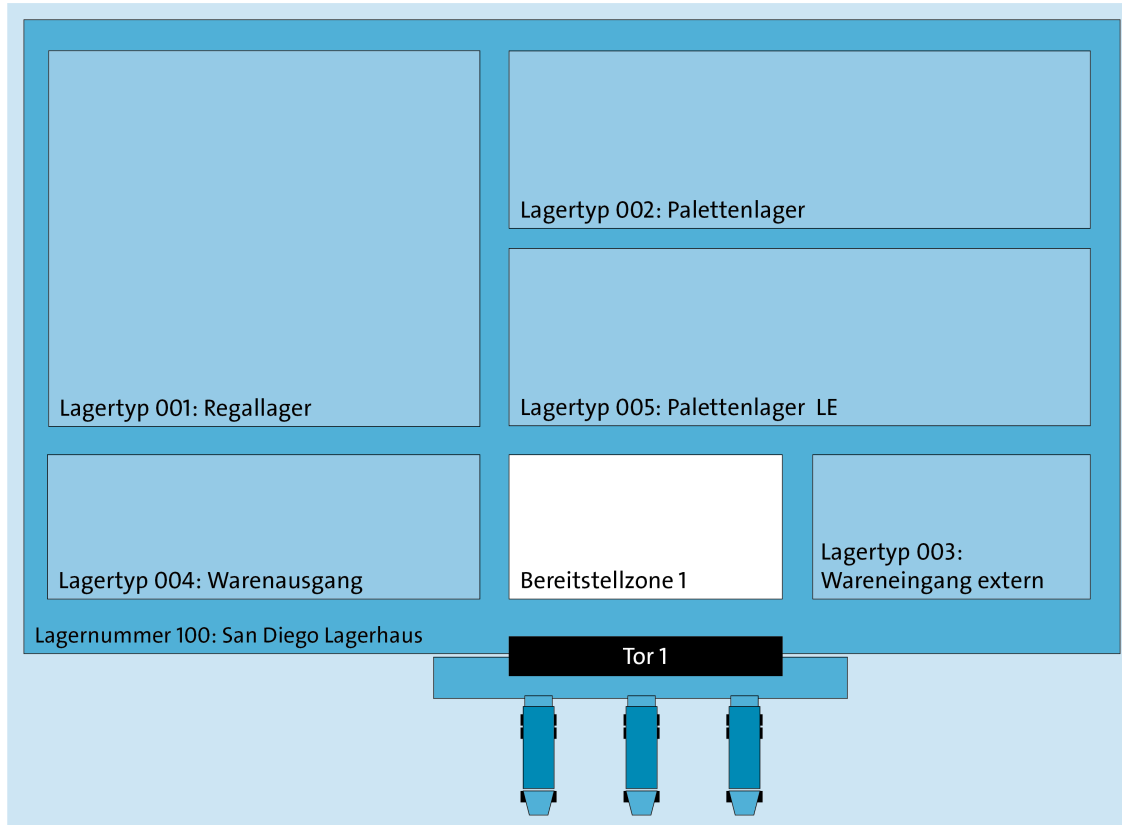 Lagertyp 002: Palettenlager
Lagertyp 001: Regallager
Lagertyp 005: Palettenlager LE
Lagertyp 004: Warenausgang
Bereitstellzone 1
Lagertyp 003:
Wareneingang extern
Lagernummer 100: San Diego Lagerhaus
Tor 1